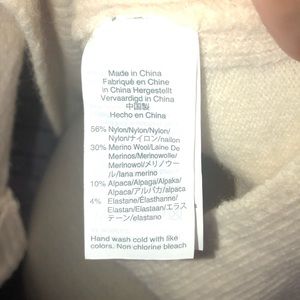 Made in China
Fabriqué en Chine
in China Hergestellt
Vervaardigd in China
中国製
Hecho en China
56% Nylon/Nylon/Nylon/
Nylon/ナイロン/nailon
30% Merino Wool/Laine De
Merinos/Merinowolle/
Merinowol/メリノウー
ル/lana merino
10% Alpaca/Alpaga/Alpaka/
Alpaca/アルパカ/alpaca
4% Elastane/Élasthanne/
Elastan/Elastaan/エラス
テーン/elastano
Hand wash cold with like
colors. Non chlorine bleach